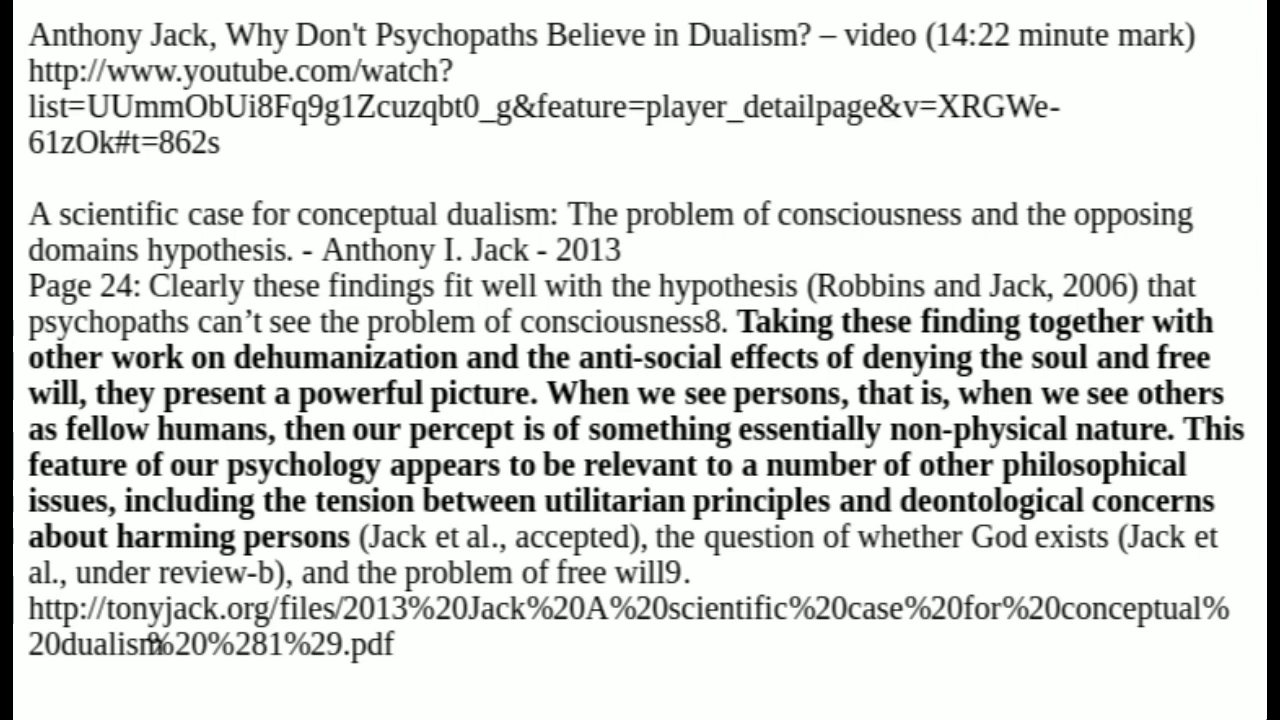 Anthony Jack, Why Don't Psychopaths Believe in Dualism? – video (14:22 minute mark)
http://www.youtube.com/watch?
list=UUmmObUi8Fq9g1Zcuzqbt0_g&feature=player_detailpage&v=XRGWe-
61zOk#t=862s
A scientific case for conceptual dualism: The problem of consciousness and the opposing
domains hypothesis. - Anthony I. Jack - 2013
Page 24: Clearly these findings fit well with the hypothesis (Robbins and Jack, 2006) that
psychopaths can’t see the problem of consciousness8. Taking these finding together with
other work on dehumanization and the anti-social effects of denying the soul and free
will, they present a powerful picture. When we see persons, that is, when we see others
as fellow humans, then our percept is of something essentially non-physical nature. This
feature of our psychology appears to be relevant to a number of other philosophical
issues, including the tension between utilitarian principles and deontological concerns
about harming persons (Jack et al., accepted), the question of whether God exists (Jack et
al., under review-b), and the problem of free will9.
http://tonyjack.org/files/2013%20Jack%20A%20scientific%20case%20for%20conceptual%
20dualism%20%281%29.pdf